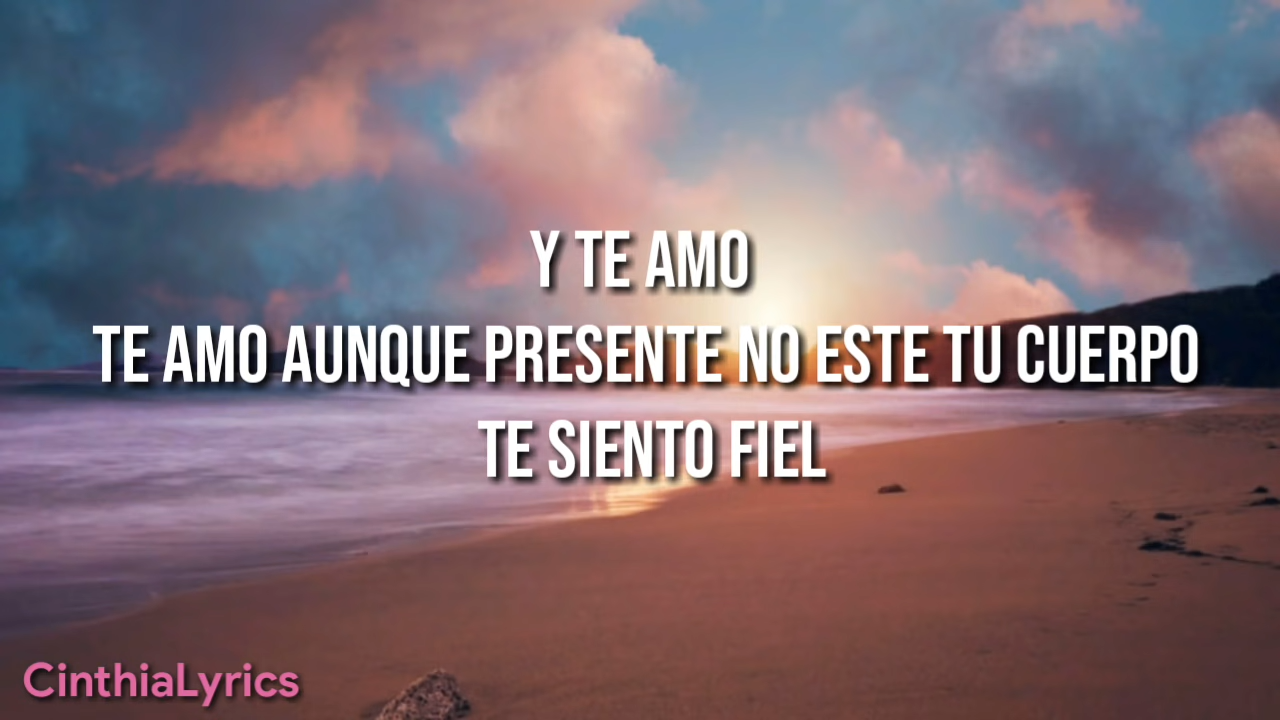 Y TE AMO
TE AMO AUNQUE PRESENTE NO ESTE TU CUERPO
TE SIENTO FIEL
CinthiaLyrics